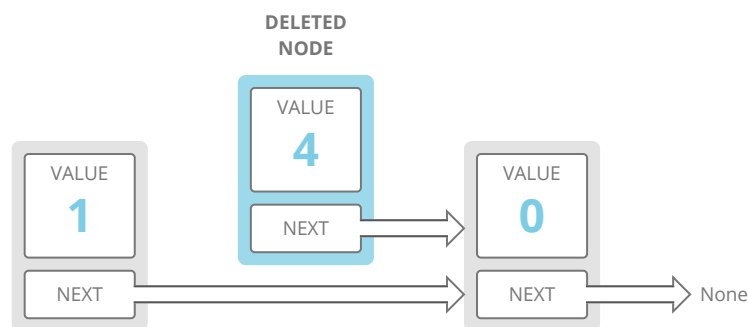 DELETED
NODE
VALUE
4
NEXT
VALUE
1
NEXT
VALUE
0
NEXT
None